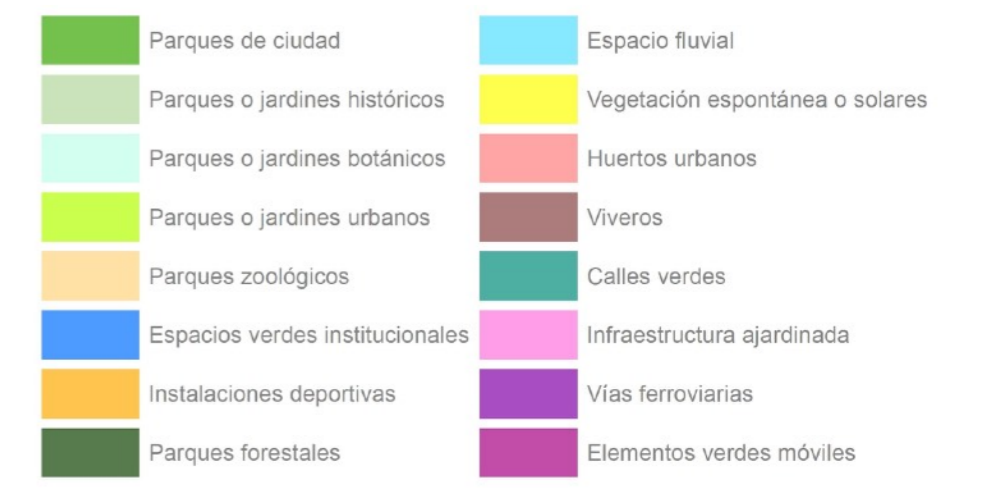 Parques de ciudad
Parques o jardines históricos
Parques o jardines botánicos
Parques o jardines urbanos
Parques zoológicos
Espacios verdes institucionales
Instalaciones deportivas
Parques forestales
Espacio fluvial
Vegetación espontánea o solares
Huertos urbanos
Viveros
Calles verdes
Infraestructura ajardinada
Vías ferroviarias
Elementos verdes móviles